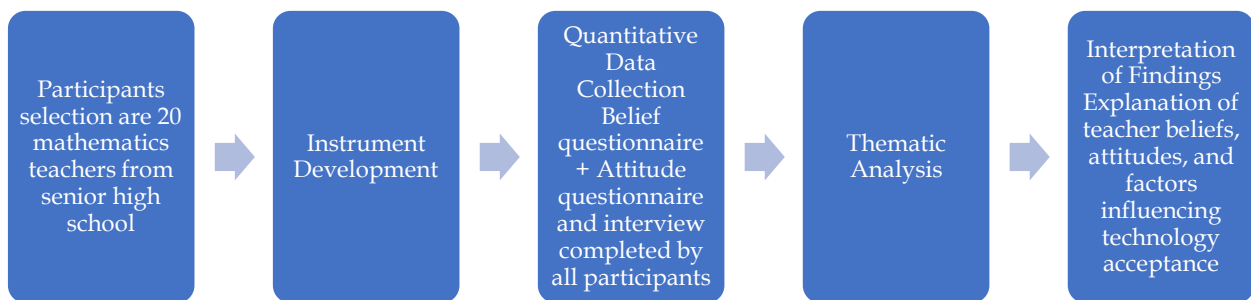 Participants
selection are 20
mathematics
teachers from
senior high
school
Instrument
Development
Quantitative
Data
Collection
Belief
questionnaire
+ Attitude
questionnaire
and interview
completed by
all participants
Thematic
Analysis
Interpretation
of Findings
Explanation of
teacher beliefs,
attitudes, and
factors
influencing
technology
acceptance